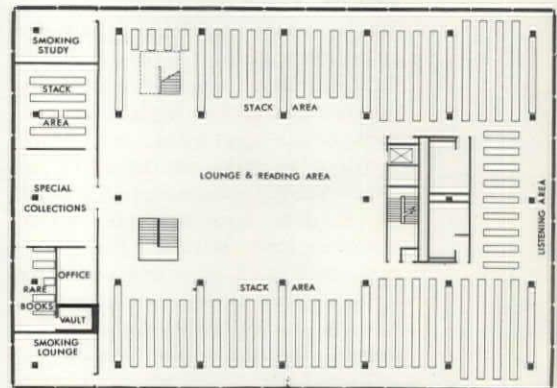 SMOKING
STUDY
STACK
AREA
STACK AREA
LOUNGE & READING AREA
SPECIAL
COLLECTIONS
LISTENING AREA
OFFICE
RARE
BOOKS
VAULT
STACK AREA
SMOKING
LOUNGE